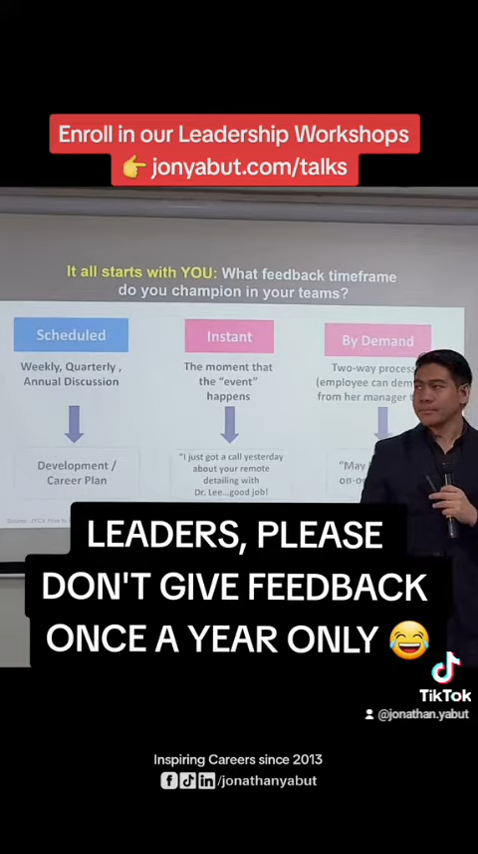 Enroll in our Leadership Workshops
👉 jonyabut.com/talks
It all starts with YOU: What feedback timeframe
do you champion in your teams?
Scheduled
Weekly, Quarterly ,
Annual Discussion
Development /
Career Plan
Instant
The moment that
the “event”
happens
“I just got a call yesterday
about your remote
detailing with
Dr. Lee...good job!
By Demand
Two-way process
(employee can
from her manager
“May
LEADERS, PLEASE
DON'T GIVE FEEDBACK
ONCE A YEAR ONLY 😂
TikTok
@jonathan.yabut
Inspiring Careers since 2013
/jonathanyabut